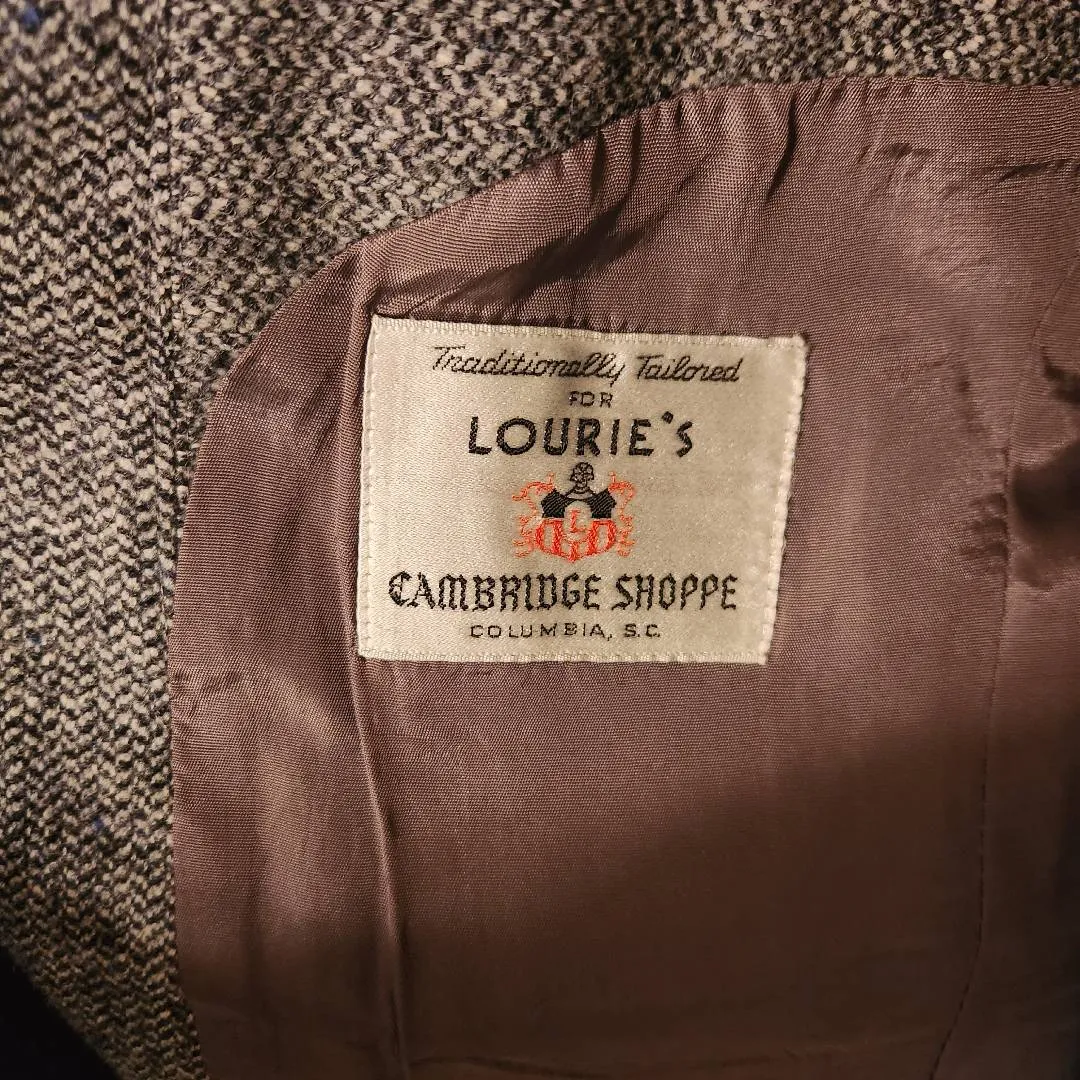 Traditionally Tailored
FOR
LOURIE'S
L
CAMBRIDGE SHOPPE
COLUMBIA, S.C.